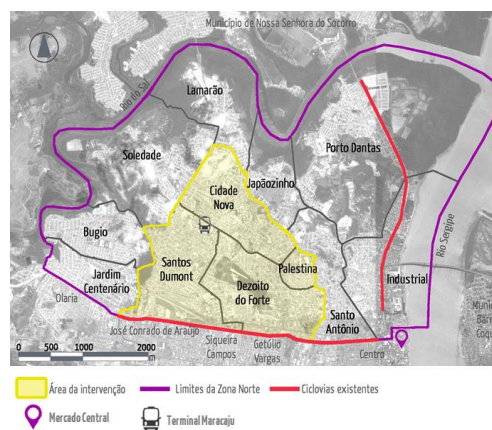 Município de Nossa Senhora do Socorro
Rio do Sal
Lamarão
Soledade
Porto Dantas
Japãozinho
Cidade
Nova
Bugio
Rio Sergipe
Santos
Dumont
Palestina
Jardim
Centenário
Dezoito
do Forte
Industrial
Olaria
Santo
Antônio
José Conrado de Araújo
Siqueira
Campos
Getúlio
Vargas
Centro
0 500 1000 2000
m
Área da intervenção
Limites da Zona Norte
Ciclovias existentes
Mercado Central
Terminal Maracaju